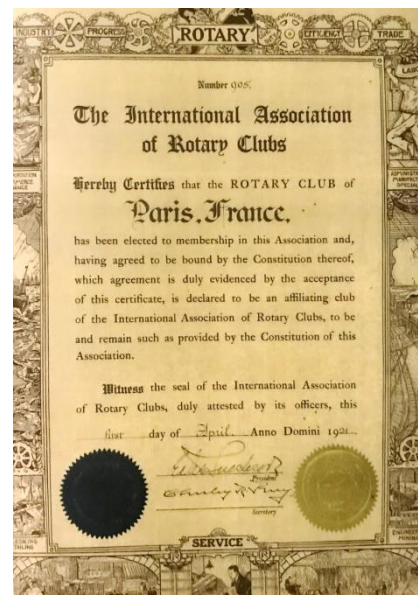 INDUSTRY PROGRESS ROTARY EFFICIENCY TRADE
Number 905.
The International Association
of Rotary Clubs
Hereby Certifies that the ROTARY CLUB of
Paris, France,
has been elected to membership in this Association and,
having agreed to be bound by the Constitution thereof,
which agreement is duly evidenced by the acceptance
of this certificate, is declared to be an affiliating club
of the International Association of Rotary Clubs, to be
and remain such as provided by the Constitution of this
Association.
Witness the seal of the International Association
of Rotary Clubs, duly attested by its officers, this
first day of April Anno Domini 1921.
President
Secretary
SERVICE